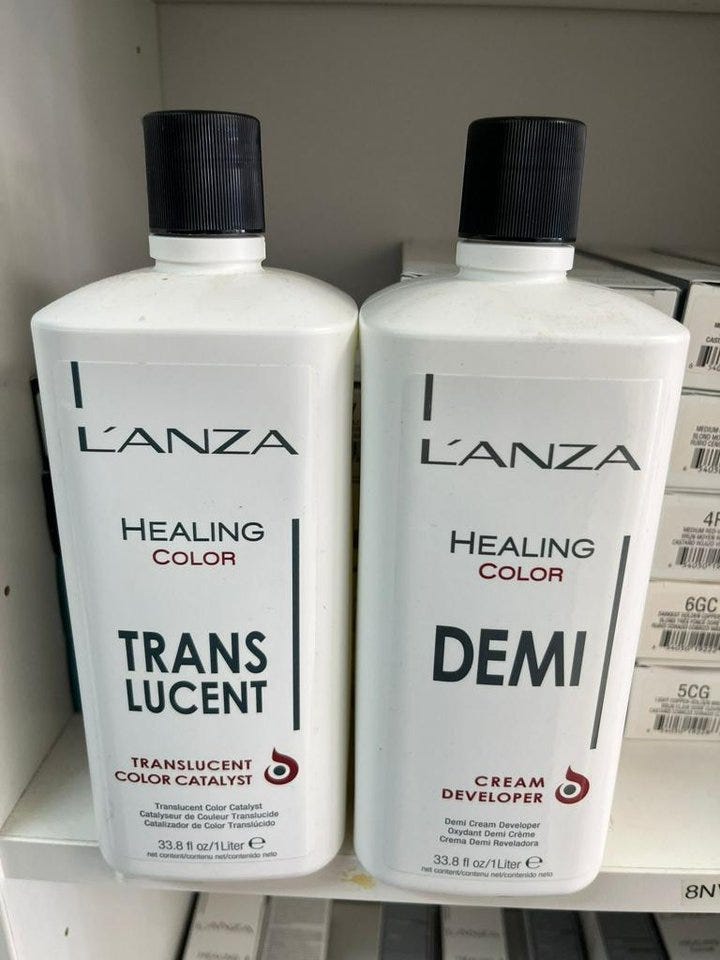 L'ANZA
HEALING
COLOR
TRANS
LUCENT
TRANSLUCENT
COLOR CATALYST
Translucent Color Catalyst
Catalyseur de Couleur Translucide
Catalizador de Color Translúcido
33.8 fl oz/1Liter e
net content/contenu net/contenido neto
L'ANZA
HEALING
COLOR
DEMI
CREAM
DEVELOPER
Demi Cream Developer
Oxydant Demi Crème
Crema Demi Reveladora
33.8 fl oz/1Liter e
net content/contenu net/contenido neto
6GC
5CG